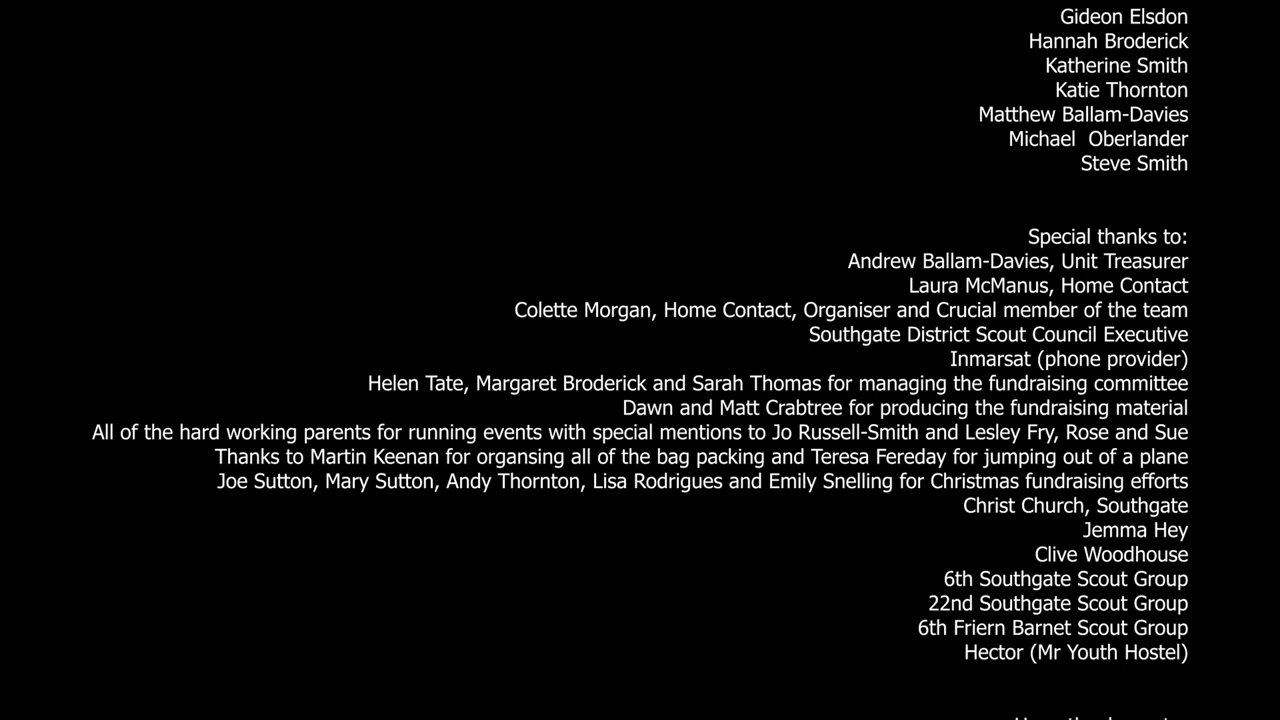 Gideon Elsdon
Hannah Broderick
Katherine Smith
Katie Thornton
Matthew Ballam-Davies
Michael  Oberlander
Steve Smith
Special thanks to:
Andrew Ballam-Davies, Unit Treasurer
Laura McManus, Home Contact
Colette Morgan, Home Contact, Organiser and Crucial member of the team
Southgate District Scout Council Executive
Inmarsat (phone provider)
Helen Tate, Margaret Broderick and Sarah Thomas for managing the fundraising committee
Dawn and Matt Crabtree for producing the fundraising material
All of the hard working parents for running events with special mentions to Jo Russell-Smith and Lesley Fry, Rose and Sue
Thanks to Martin Keenan for organsing all of the bag packing and Teresa Fereday for jumping out of a plane
Joe Sutton, Mary Sutton, Andy Thornton, Lisa Rodrigues and Emily Snelling for Christmas fundraising efforts
Christ Church, Southgate
Jemma Hey
Clive Woodhouse
6th Southgate Scout Group
22nd Southgate Scout Group
6th Friern Barnet Scout Group
Hector (Mr Youth Hostel)